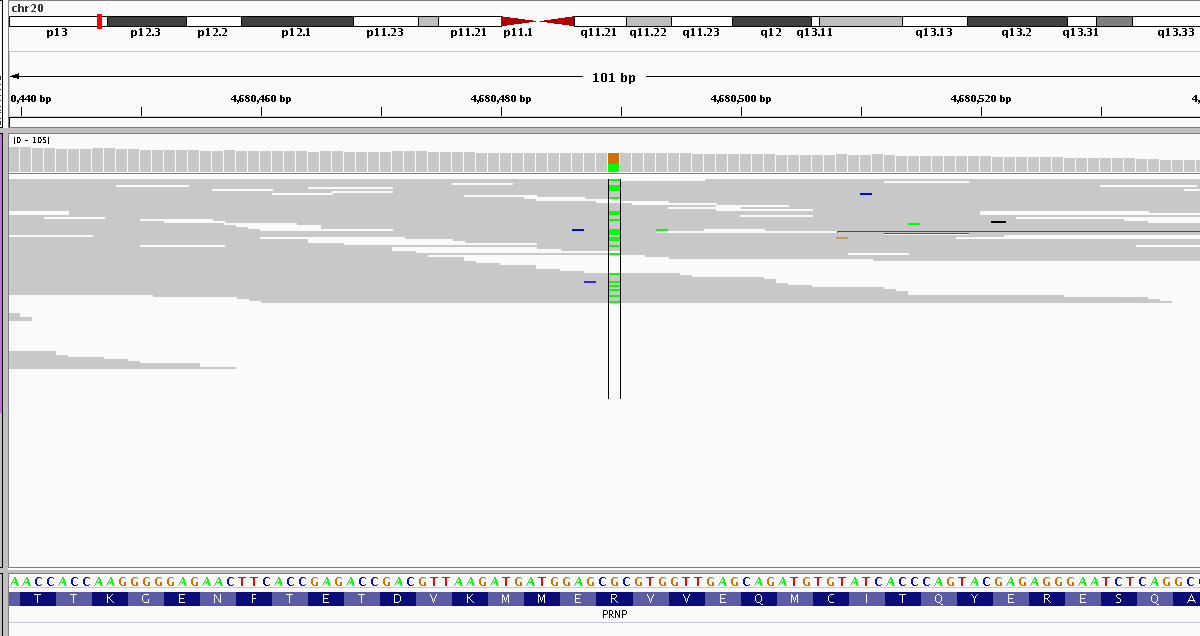 chr20
p13 p12.3 p12.2 p12.1 p11.23 p11.21 p11.1 q11.21 q11.22 q11.23 q12 q13.11 q13.13 q13.2 q13.31 q13.33
101 bp
0,440 bp 4,680,460 bp 4,680,480 bp 4,680,500 bp 4,680,520 bp 4,
[0 - 105]
AACCACCAAGGGGGAGAACTTCACCGAGACCGACGTTAAGATGATGGAGCGCGTGGTTGAGCAGATGTGTATCACCCAGTACGAGAGGGAATCTCAGGC
T T K G E N F T E T D V K M M E R V V E Q M C I T Q Y E R E S Q A
PRNP